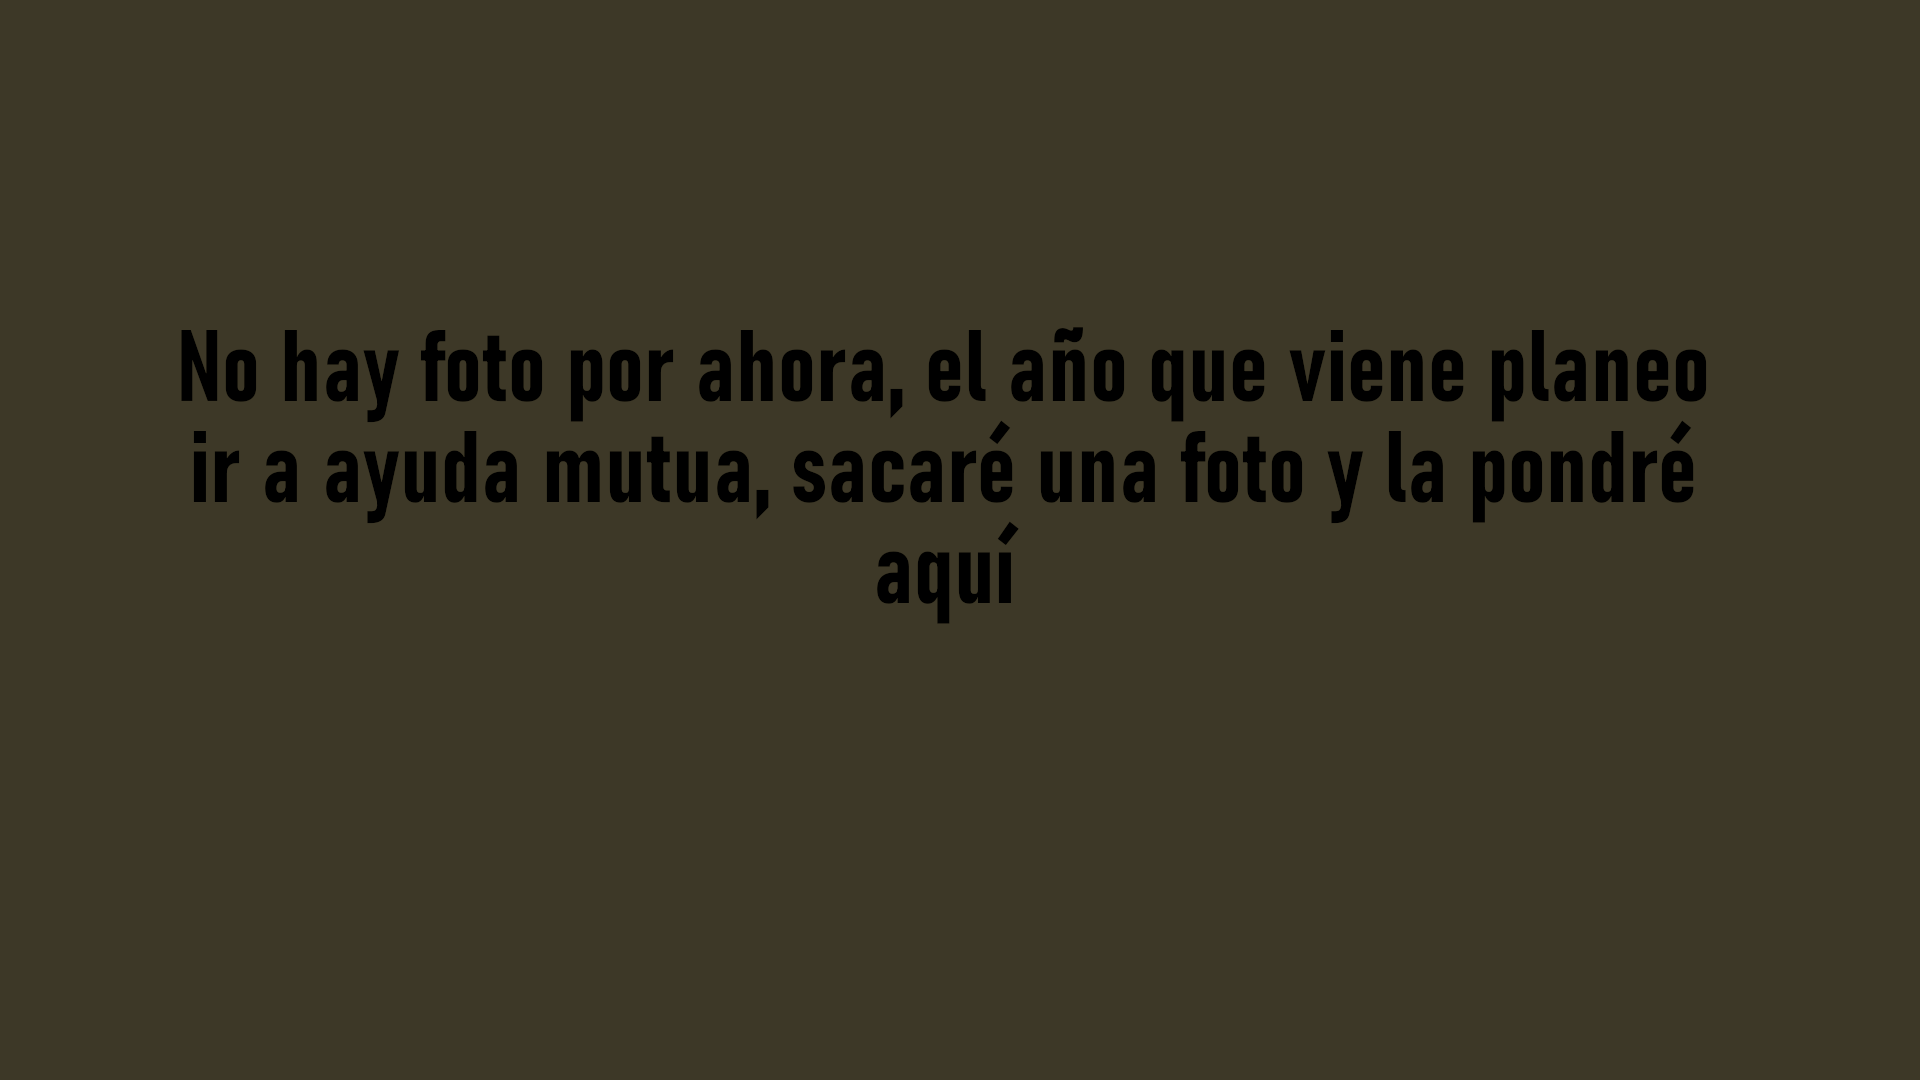 No hay foto por ahora, el año que viene planeo
ir a ayuda mutua, sacaré una foto y la pondré
aquí